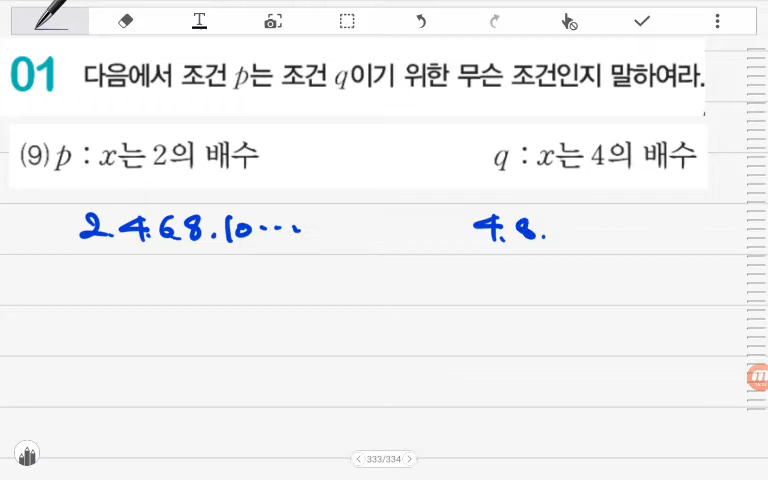 01 다음에서 조건 p는 조건 q이기 위한 무슨 조건인지 말하여라.
(9) p : x는 2의 배수 q : x는 4의 배수
2.4.6.8.10··· 4.8.
333/334